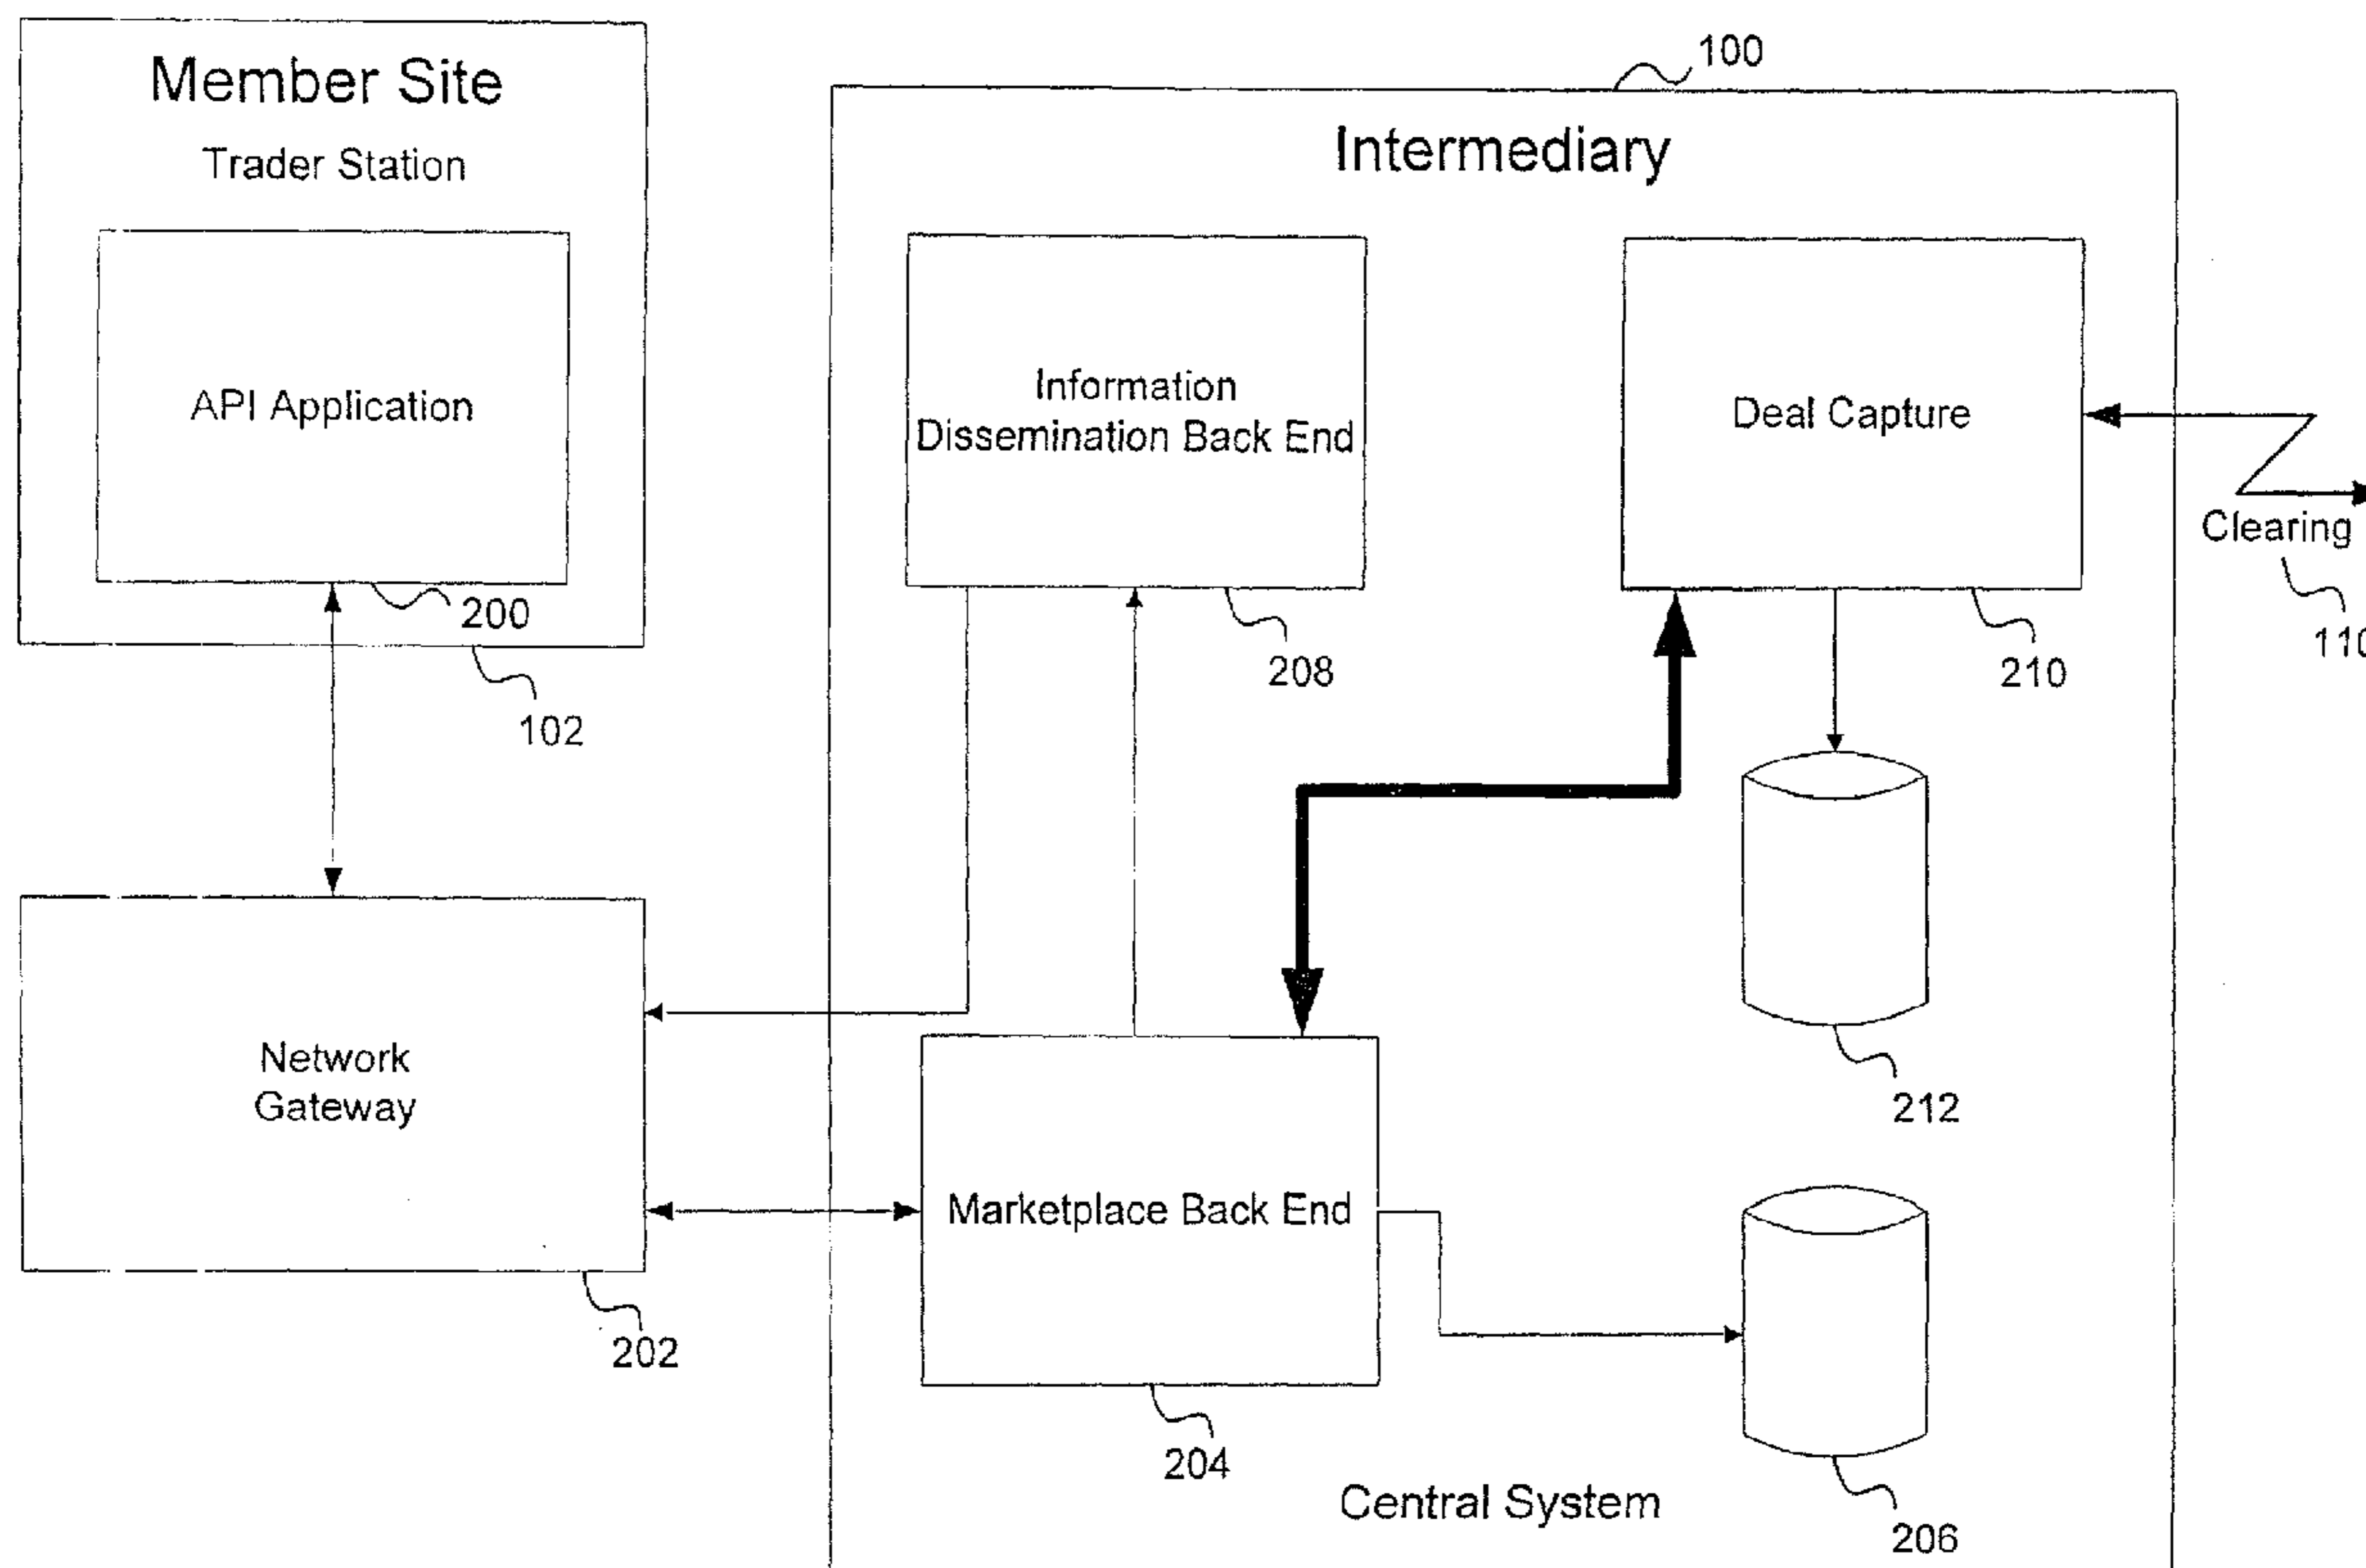 Member Site
Trader Station
API Application
200
102
Network
Gateway
202
100
Intermediary
Information
Dissemination Back End
208
Deal Capture
210
Clearing
110
212
Marketplace Back End
204
206
Central System